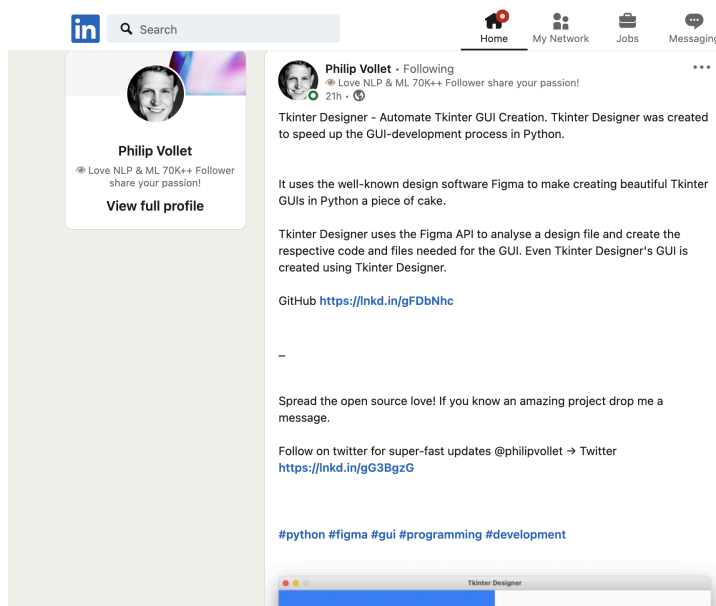 in
Search
Home
My Network
Jobs
Messaging
Philip Vollet
Love NLP & ML 70K++ Follower
share your passion!
View full profile
Philip Vollet • Following
Love NLP & ML 70K++ Follower share your passion!
21h •
Tkinter Designer - Automate Tkinter GUI Creation. Tkinter Designer was created
to speed up the GUI-development process in Python.
It uses the well-known design software Figma to make creating beautiful Tkinter
GUIs in Python a piece of cake.
Tkinter Designer uses the Figma API to analyse a design file and create the
respective code and files needed for the GUI. Even Tkinter Designer's GUI is
created using Tkinter Designer.
GitHub https://lnkd.in/gFDbNhc
_
Spread the open source love! If you know an amazing project drop me a
message.
Follow on twitter for super-fast updates @philipvollet → Twitter
https://lnkd.in/gG3BgzG
#python #figma #gui #programming #development
Tkinter Designer